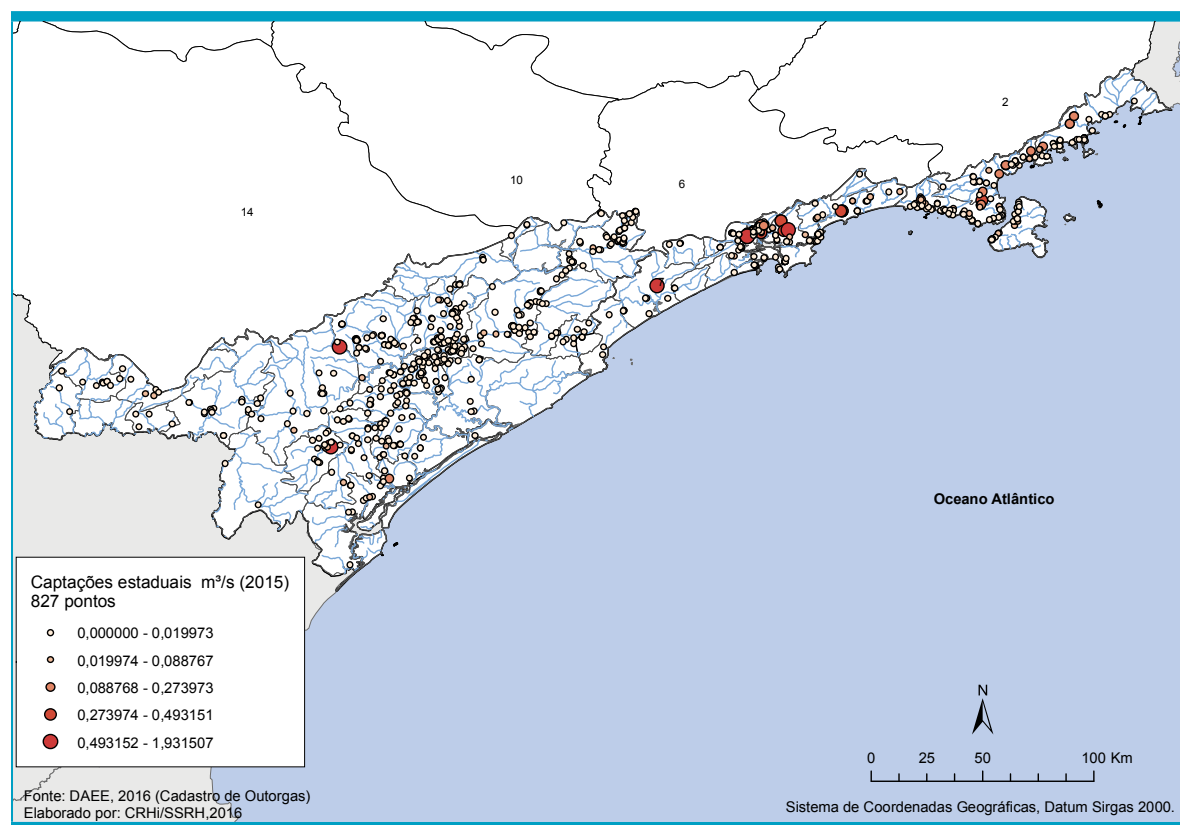 2
10
6
14
Oceano Atlântico
Captações estaduais m³/s (2015)
827 pontos
0,000000 - 0,019973
0,019974 - 0,088767
0,088768 - 0,273973
0,273974 - 0,493151
0,493152 - 1,931507
N
0 25 50 100 Km
Fonte: DAEE, 2016 (Cadastro de Outorgas)
Elaborado por: CRHi/SSRH,2016
Sistema de Coordenadas Geográficas, Datum Sirgas 2000.